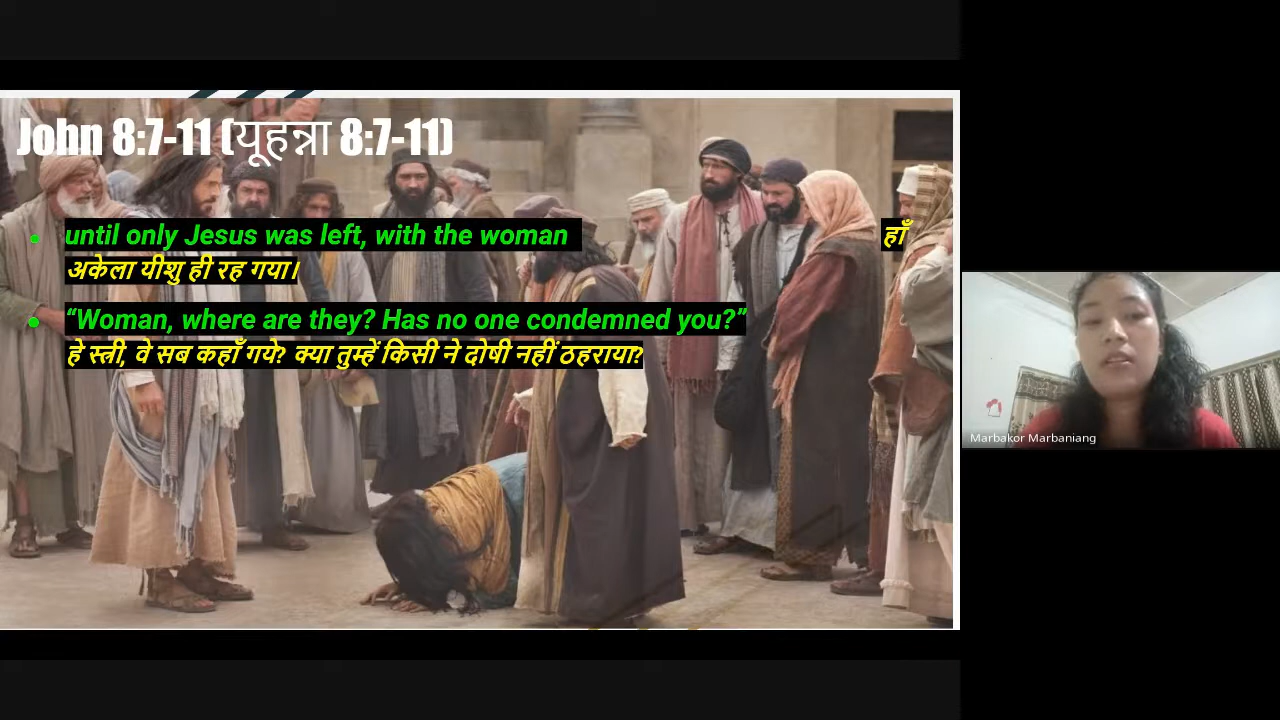 John 8:7-11 (यूहन्ना 8:7-11)
until only Jesus was left, with the woman हाँ
अकेला यीशु ही रह गया।
“Woman, where are they? Has no one condemned you?”
हे स्त्री, वे सब कहाँ गये? क्या तुम्हें किसी ने दोषी नहीं ठहराया?
Marbakor Marbaniang